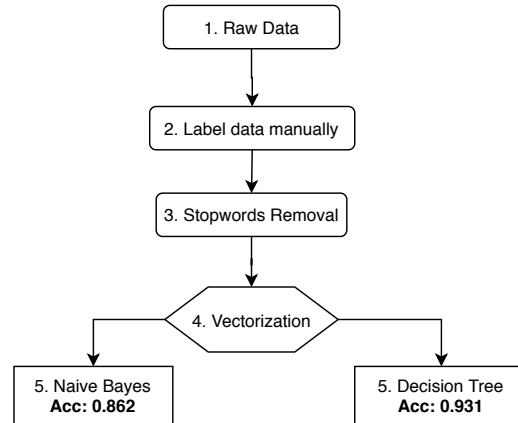 1. Raw Data
2. Label data manually
3. Stopwords Removal
4. Vectorization
5. Naive Bayes
Acc: 0.862
5. Decision Tree
Acc: 0.931